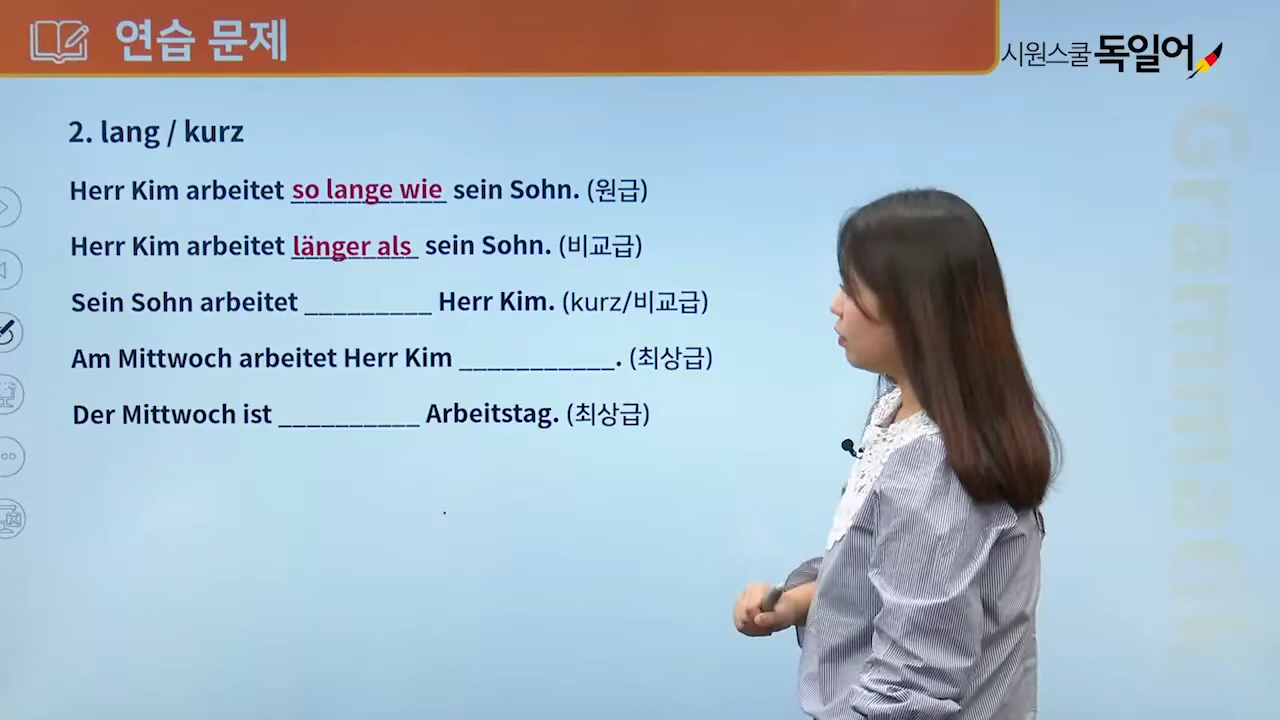 연습 문제
시원스쿨 독일어
2. lang / kurz
Herr Kim arbeitet so lange wie sein Sohn. (원급)
Herr Kim arbeitet länger als sein Sohn. (비교급)
Sein Sohn arbeitet _________ Herr Kim. (kurz/비교급)
Am Mittwoch arbeitet Herr Kim ___________. (최상급)
Der Mittwoch ist __________ Arbeitstag. (최상급)
Grammatik